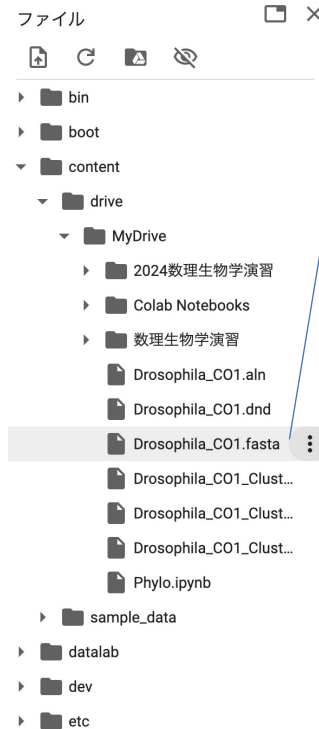 ファイル
bin
boot
content
drive
MyDrive
2024数理生物学演習
Colab Notebooks
数理生物学演習
Drosophila_CO1.aln
Drosophila_CO1.dnd
Drosophila_CO1.fasta
Drosophila_CO1_Clust...
Drosophila_CO1_Clust...
Drosophila_CO1_Clust...
Phylo.ipynb
sample_data
datalab
dev
etc